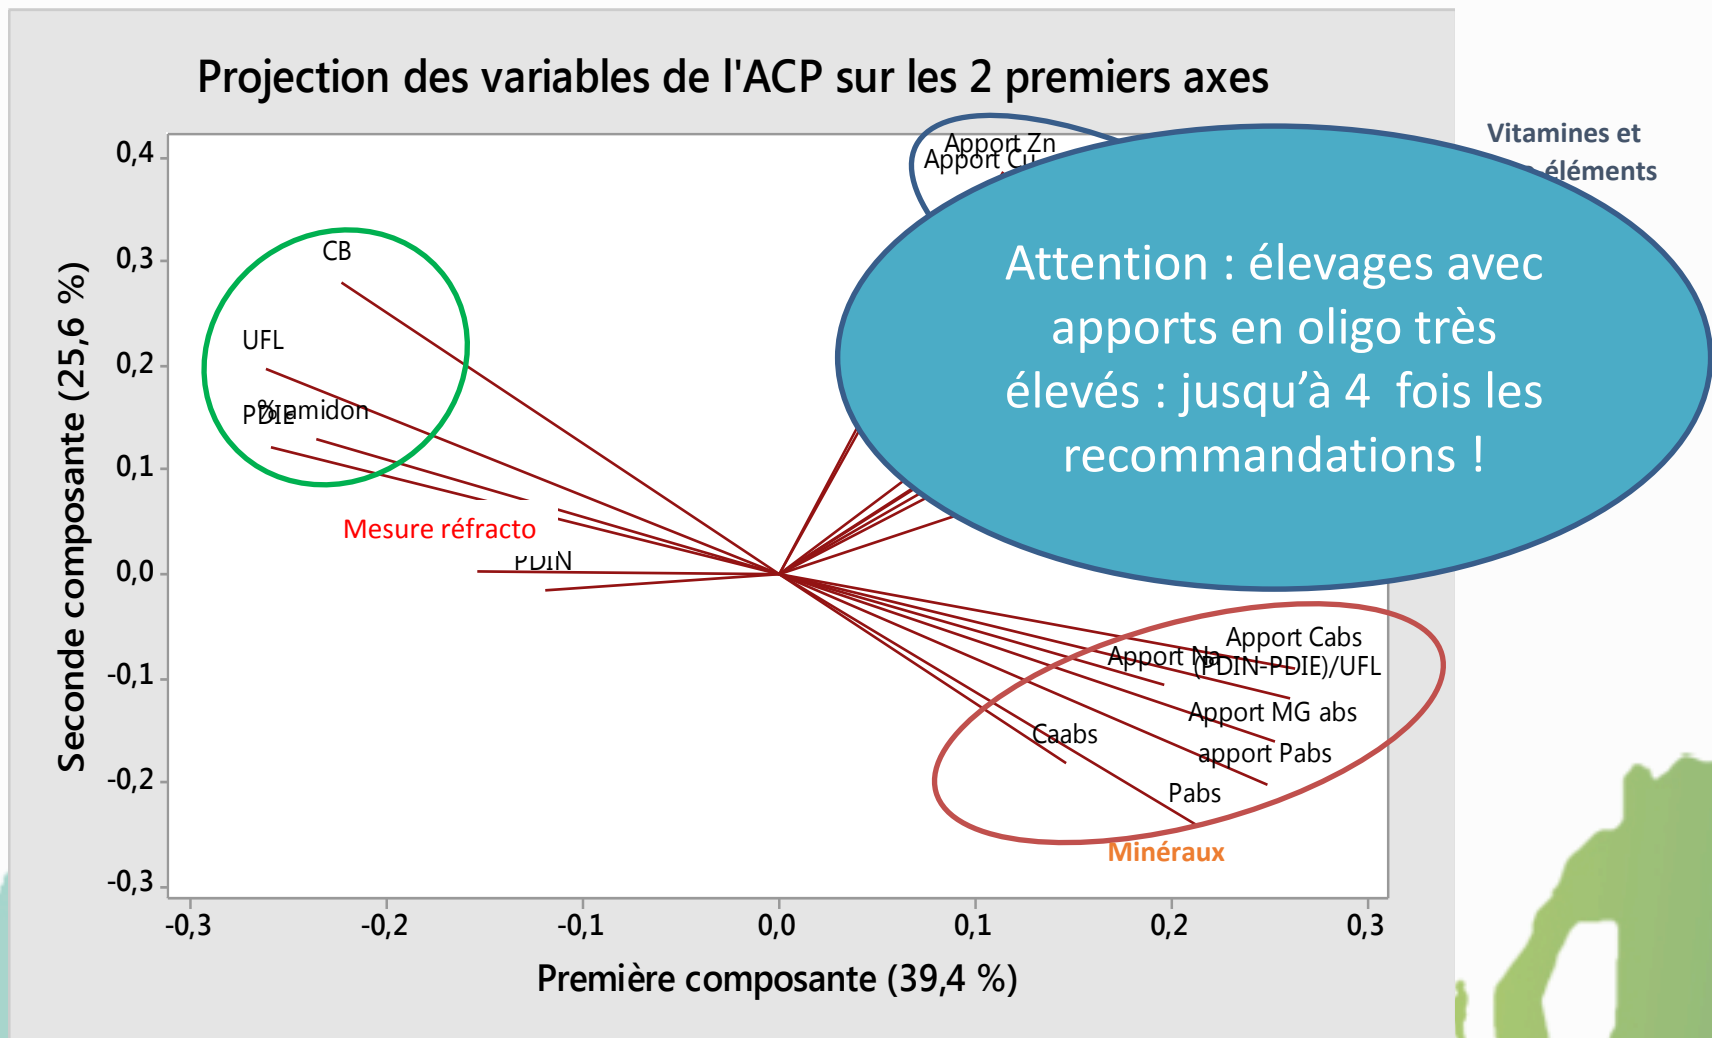 Projection des variables de l'ACP sur les 2 premiers axes
Vitamines et
éléments
Apport Zn
Apport Cu
Attention : élevages avec
apports en oligo très
élevés : jusqu’à 4 fois les
recommandations !
0,4
0,3
0,2
0,1
0,0
-0,1
-0,2
-0,3
Seconde composante (25,6 %)
CB
UFL
% amidon
PDIE
Mesure réfracto
PDIN
Apport Cabs
Apport Na
(PDIN-PDIE)/UFL
Apport MG abs
Caabs
apport Pabs
Pabs
Minéraux
-0,3
-0,2
-0,1
0,0
0,1
0,2
0,3
Première composante (39,4 %)